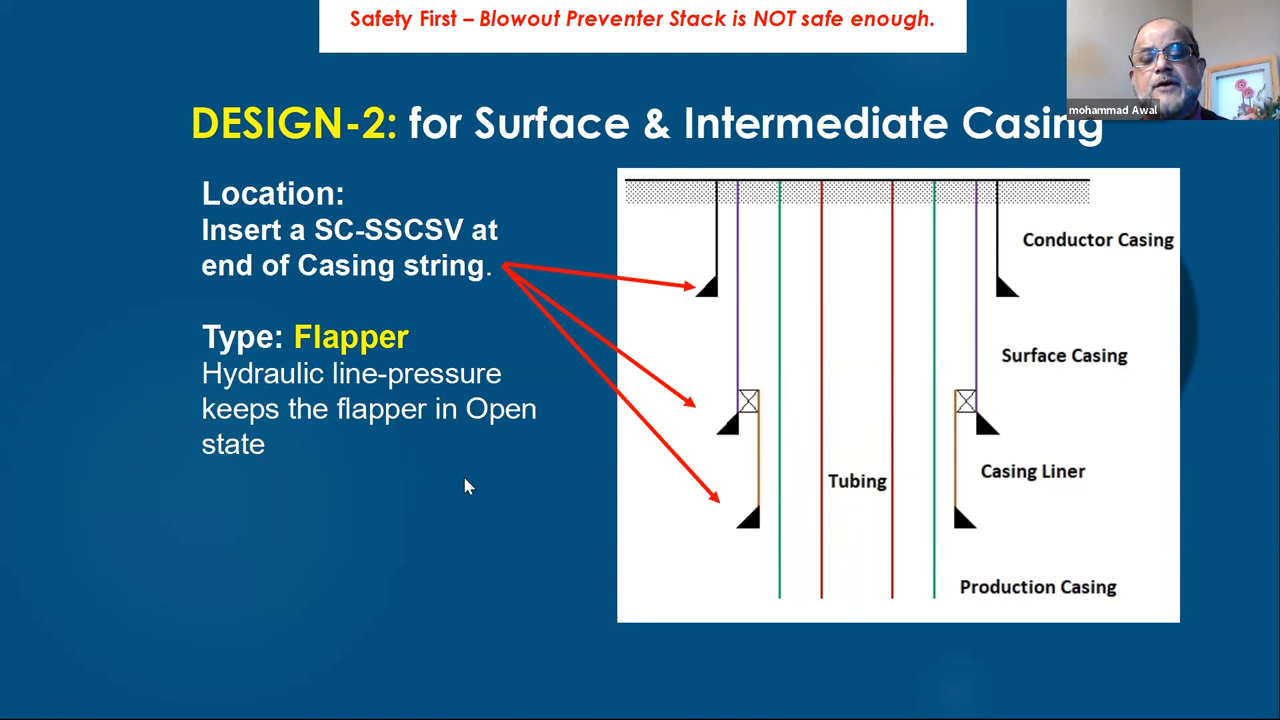 Safety First – Blowout Preventer Stack is NOT safe enough.
mohammad Awal
DESIGN-2: for Surface & Intermediate Casing
Location:
Insert a SC-SSCSV at
end of Casing string.
Type: Flapper
Hydraulic line-pressure
keeps the flapper in Open
state
Conductor Casing
Surface Casing
Casing Liner
Tubing
Production Casing